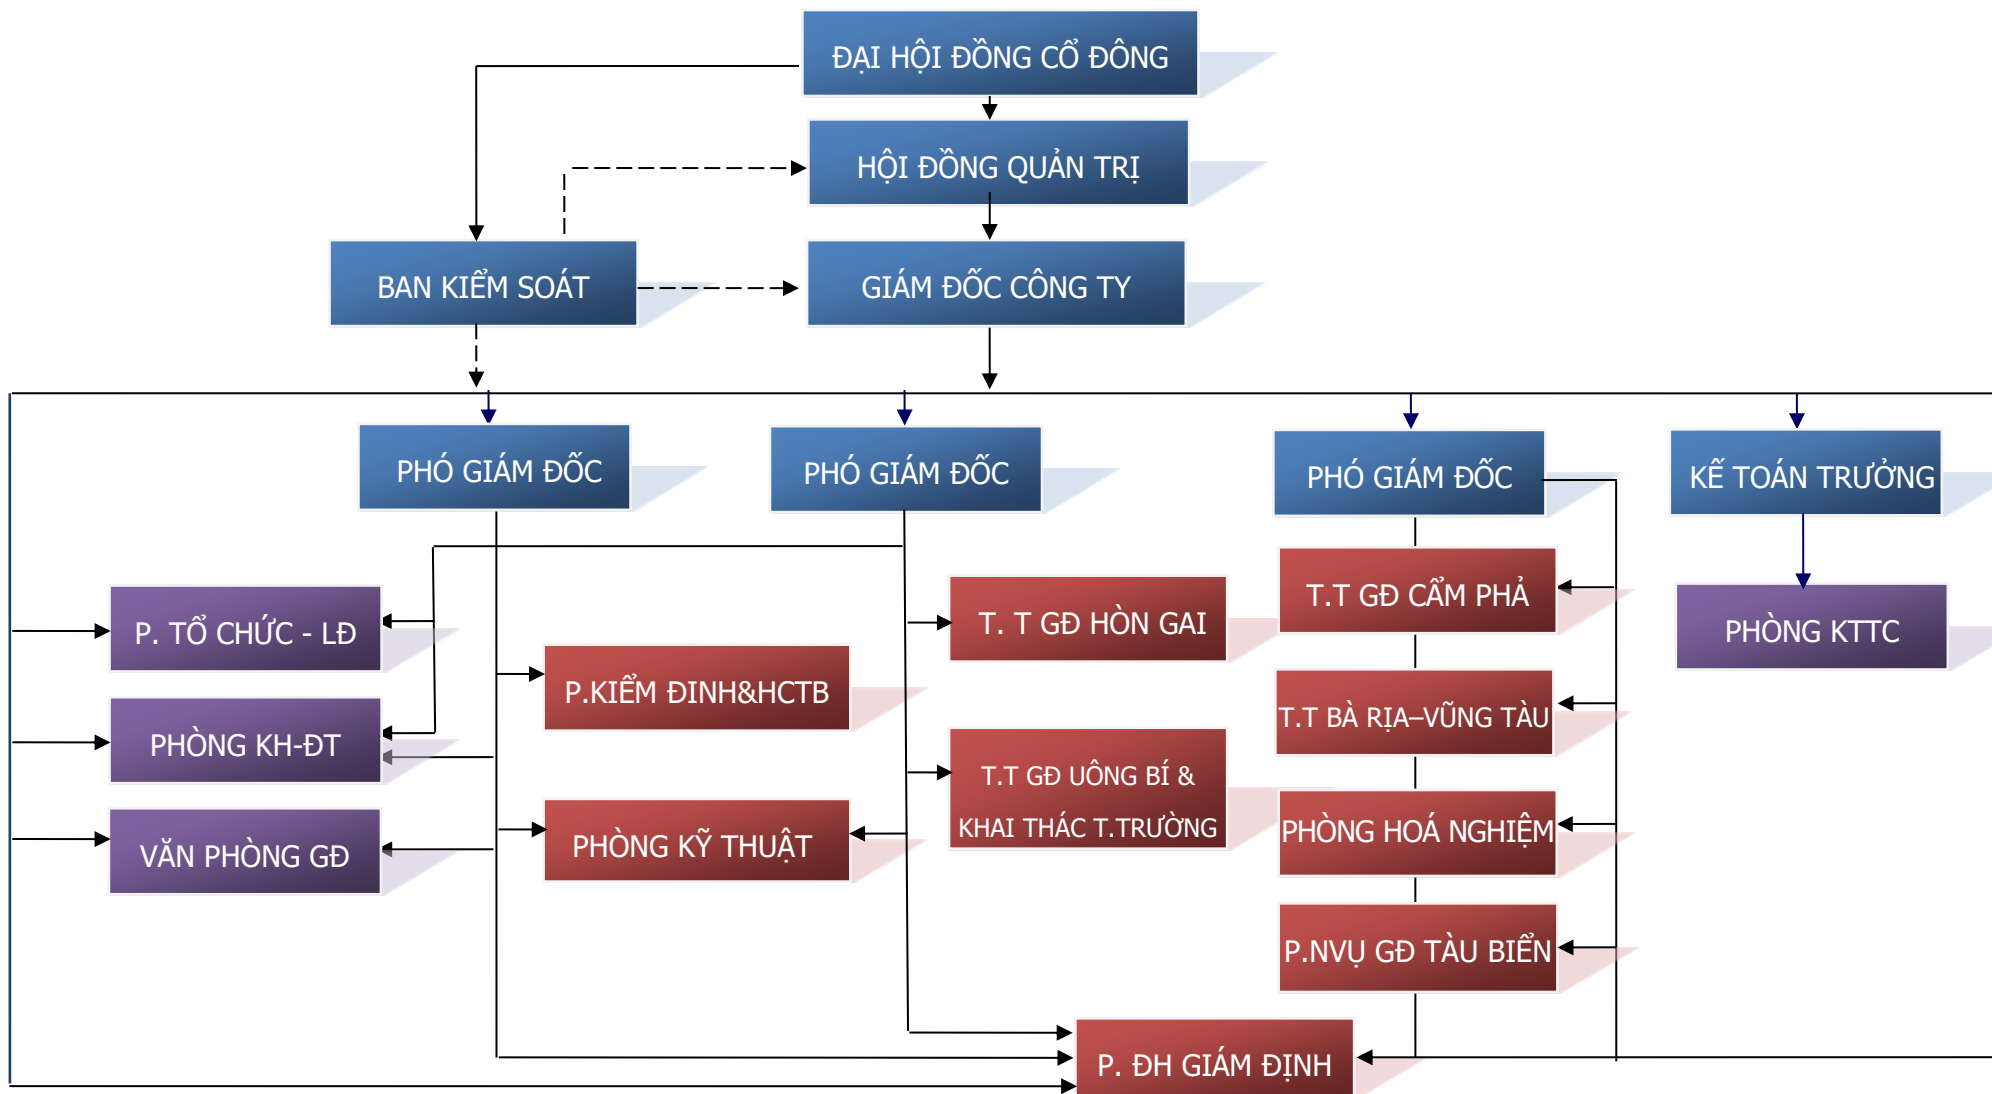 ĐẠI HỘI ĐỒNG CỔ ĐÔNG
HỘI ĐỒNG QUẢN TRỊ
BAN KIỂM SOÁT
GIÁM ĐỐC CÔNG TY
PHÓ GIÁM ĐỐC
PHÓ GIÁM ĐỐC
PHÓ GIÁM ĐỐC
KẾ TOÁN TRƯỞNG
P. TỔ CHỨC - LĐ
T. T GĐ HÒN GAI
T.T GĐ CẨM PHẢ
PHÒNG KTTC
P.KIỂM ĐINH&HCTB
PHÒNG KH-ĐT
T.T BÀ RỊA–VŨNG TÀU
T.T GĐ UÔNG BÍ &
KHAI THÁC T.TRƯỜNG
VĂN PHÒNG GĐ
PHÒNG KỸ THUẬT
PHÒNG HOÁ NGHIỆM
P.NVỤ GĐ TÀU BIỂN
P. ĐH GIÁM ĐỊNH